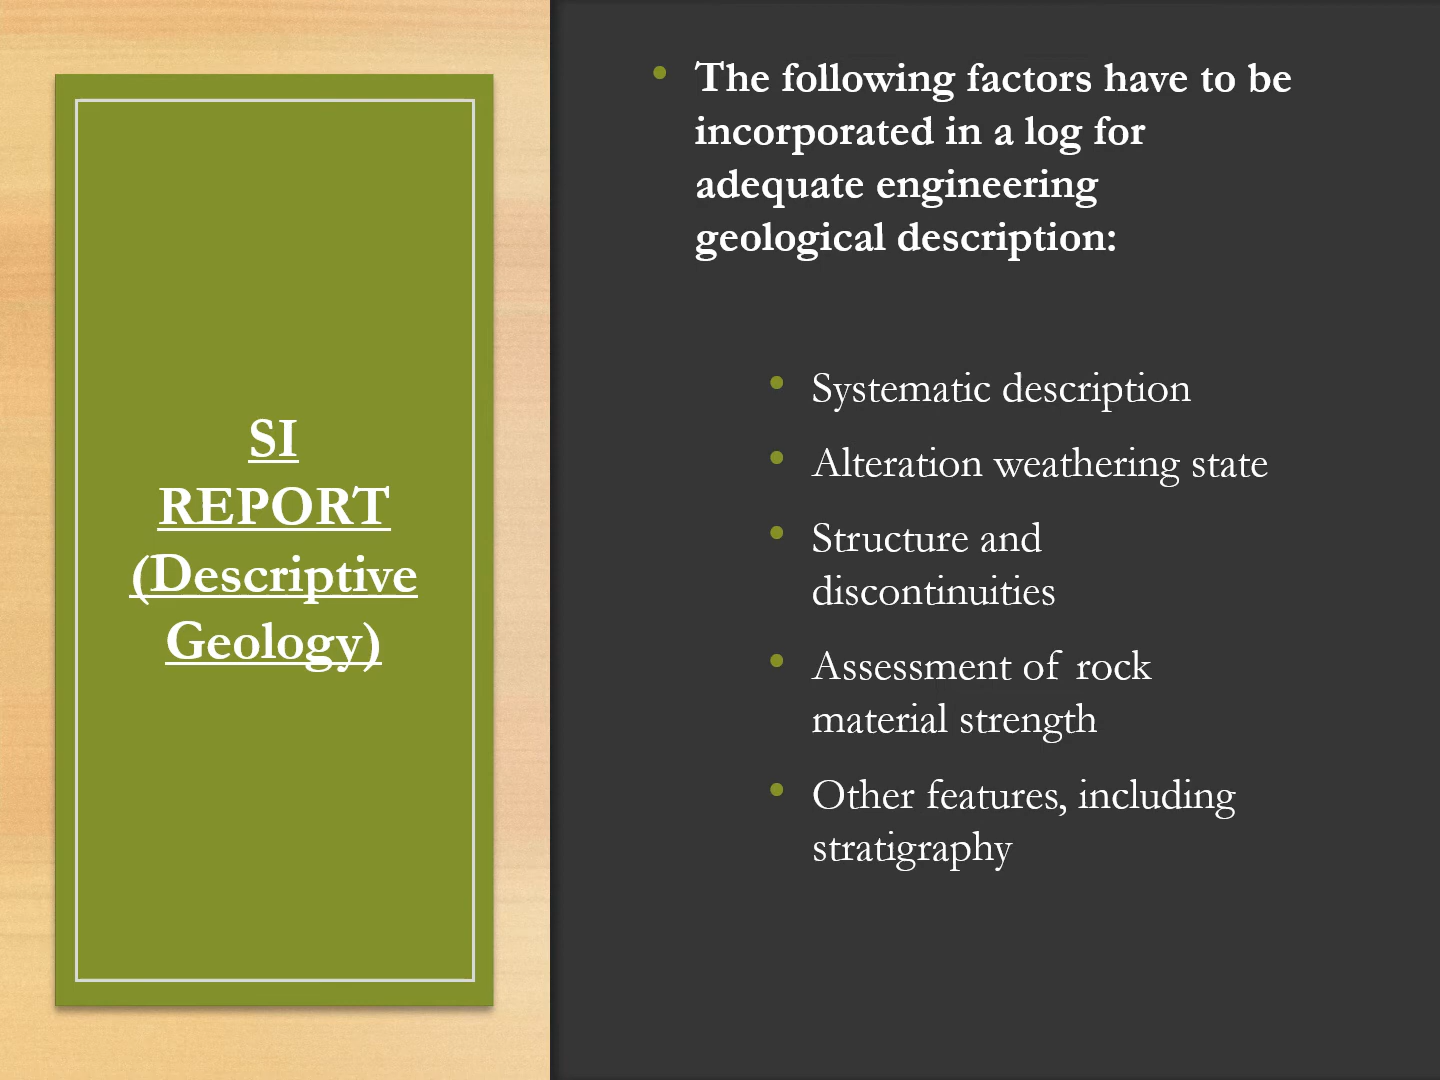 SI
REPORT
(Descriptive
Geology)
• The following factors have to be
incorporated in a log for
adequate engineering
geological description:
• Systematic description
• Alteration weathering state
• Structure and
discontinuities
• Assessment of rock
material strength
• Other features, including
stratigraphy